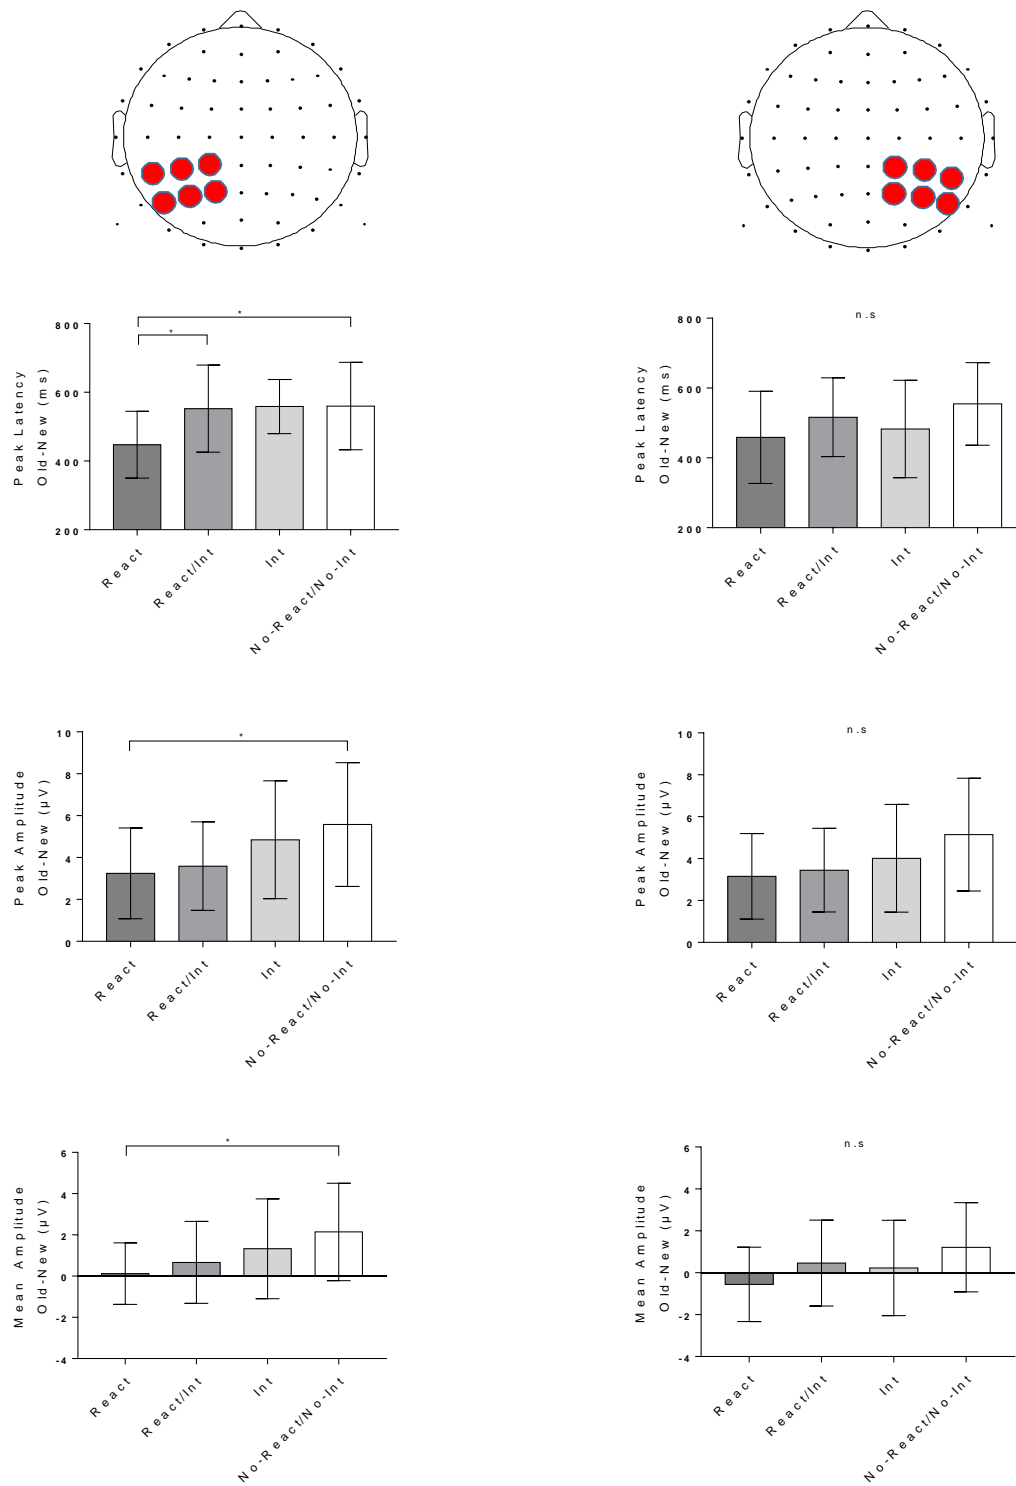 *
*
800
600
400
200
Peak Latency
Old-New (ms)
React
React/Int
Int
No-React/No-Int
n.s
800
600
400
200
Peak Latency
Old-New (ms)
React
React/Int
Int
No-React/No-Int
*
10
8
6
4
2
0
Peak Amplitude
Old-New (µV)
React
React/Int
Int
No-React/No-Int
n.s
10
8
6
4
2
0
Peak Amplitude
Old-New (µV)
React
React/Int
Int
No-React/No-Int
*
6
4
2
0
-2
-4
Mean Amplitude
Old-New (µV)
React
React/Int
Int
No-React/No-Int
n.s
6
4
2
0
-2
-4
Mean Amplitude
Old-New (µV)
React
React/Int
Int
No-React/No-Int